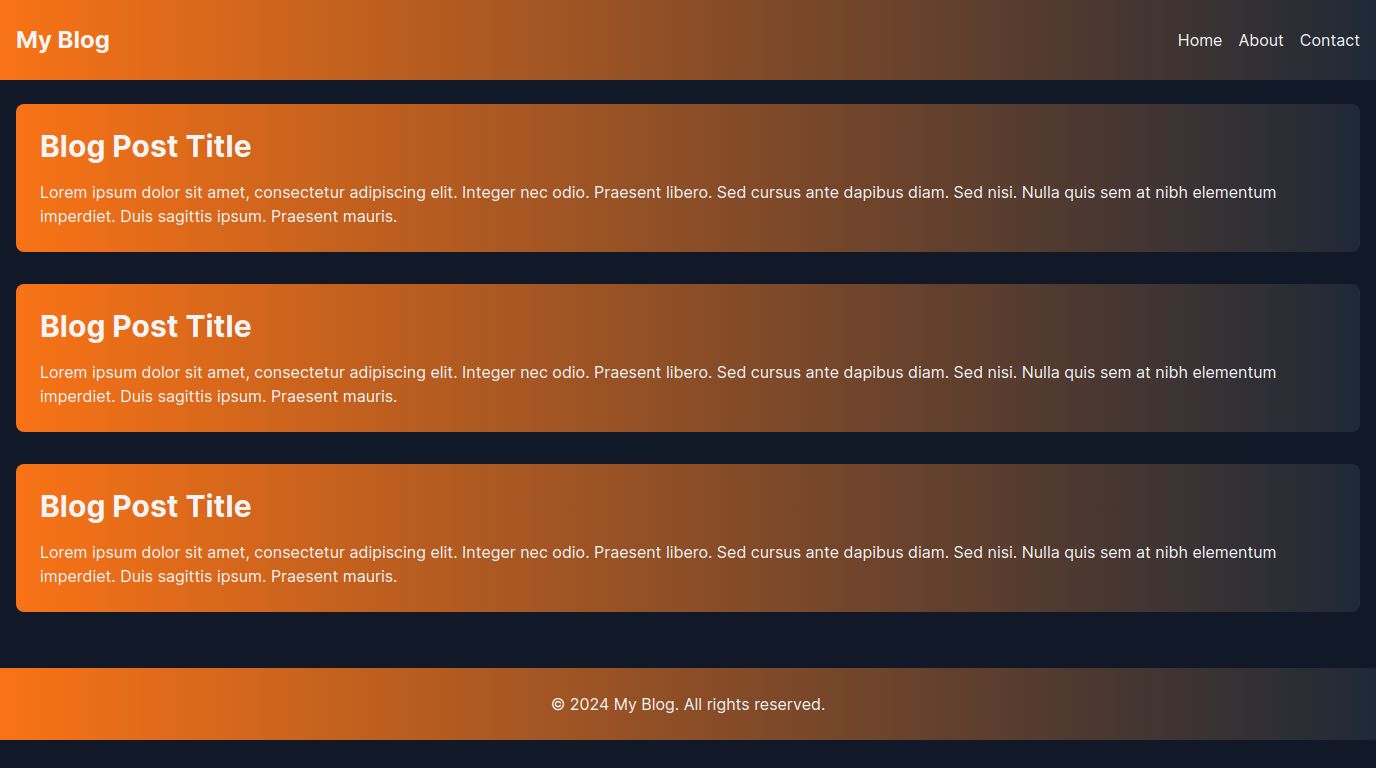 My Blog
Home About Contact
Blog Post Title
Lorem ipsum dolor sit amet, consectetur adipiscing elit. Integer nec odio. Praesent libero. Sed cursus ante dapibus diam. Sed nisi. Nulla quis sem at nibh elementum
imperdiet. Duis sagittis ipsum. Praesent mauris.
Blog Post Title
Lorem ipsum dolor sit amet, consectetur adipiscing elit. Integer nec odio. Praesent libero. Sed cursus ante dapibus diam. Sed nisi. Nulla quis sem at nibh elementum
imperdiet. Duis sagittis ipsum. Praesent mauris.
Blog Post Title
Lorem ipsum dolor sit amet, consectetur adipiscing elit. Integer nec odio. Praesent libero. Sed cursus ante dapibus diam. Sed nisi. Nulla quis sem at nibh elementum
imperdiet. Duis sagittis ipsum. Praesent mauris.
© 2024 My Blog. All rights reserved.